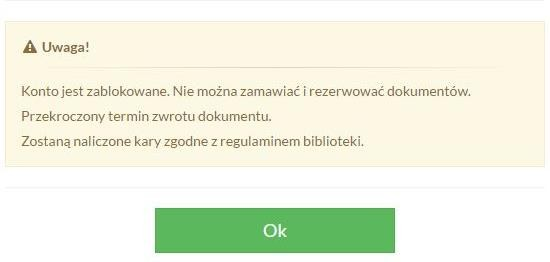 Uwaga!
Konto jest zablokowane. Nie można zamawiać i rezerwować dokumentów.
Przekroczony termin zwrotu dokumentu.
Zostaną naliczone kary zgodne z regulaminem biblioteki.
Ok